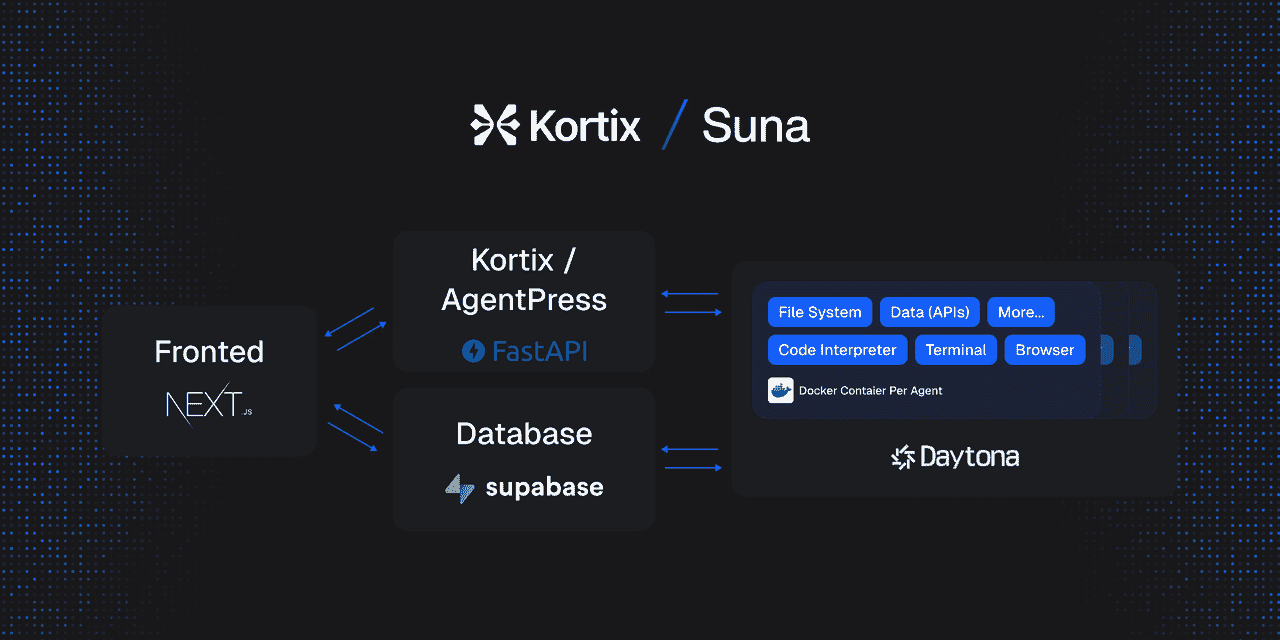 Kortix / Suna
Kortix /
AgentPress
FastAPI
Fronted
NEXT.JS
Database
supabase
File System
Data (APIs)
More...
Code Interpreter
Terminal
Browser
Docker Contaier Per Agent
Daytona